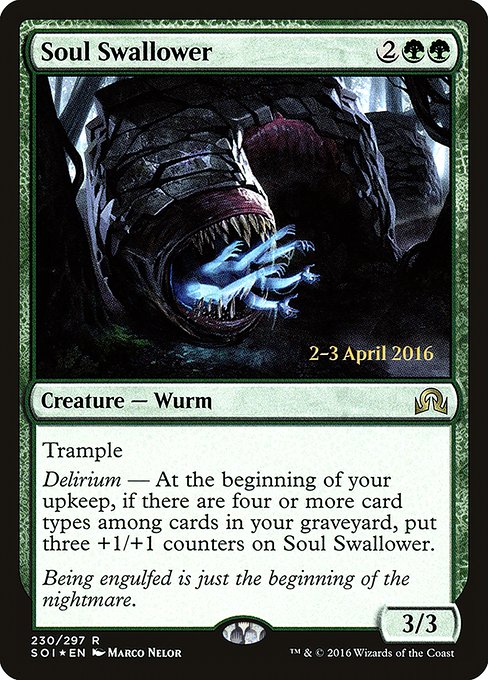 Soul Swallower 2
2–3 April 2016
Creature — Wurm
Trample
Delirium — At the beginning of your
upkeep, if there are four or more card
types among cards in your graveyard, put
three +1/+1 counters on Soul Swallower.
Being engulfed is just the beginning of the
nightmare.
3/3
230/297 R
SOI★EN Marco Nelor
™ & © 2016 Wizards of the Coast